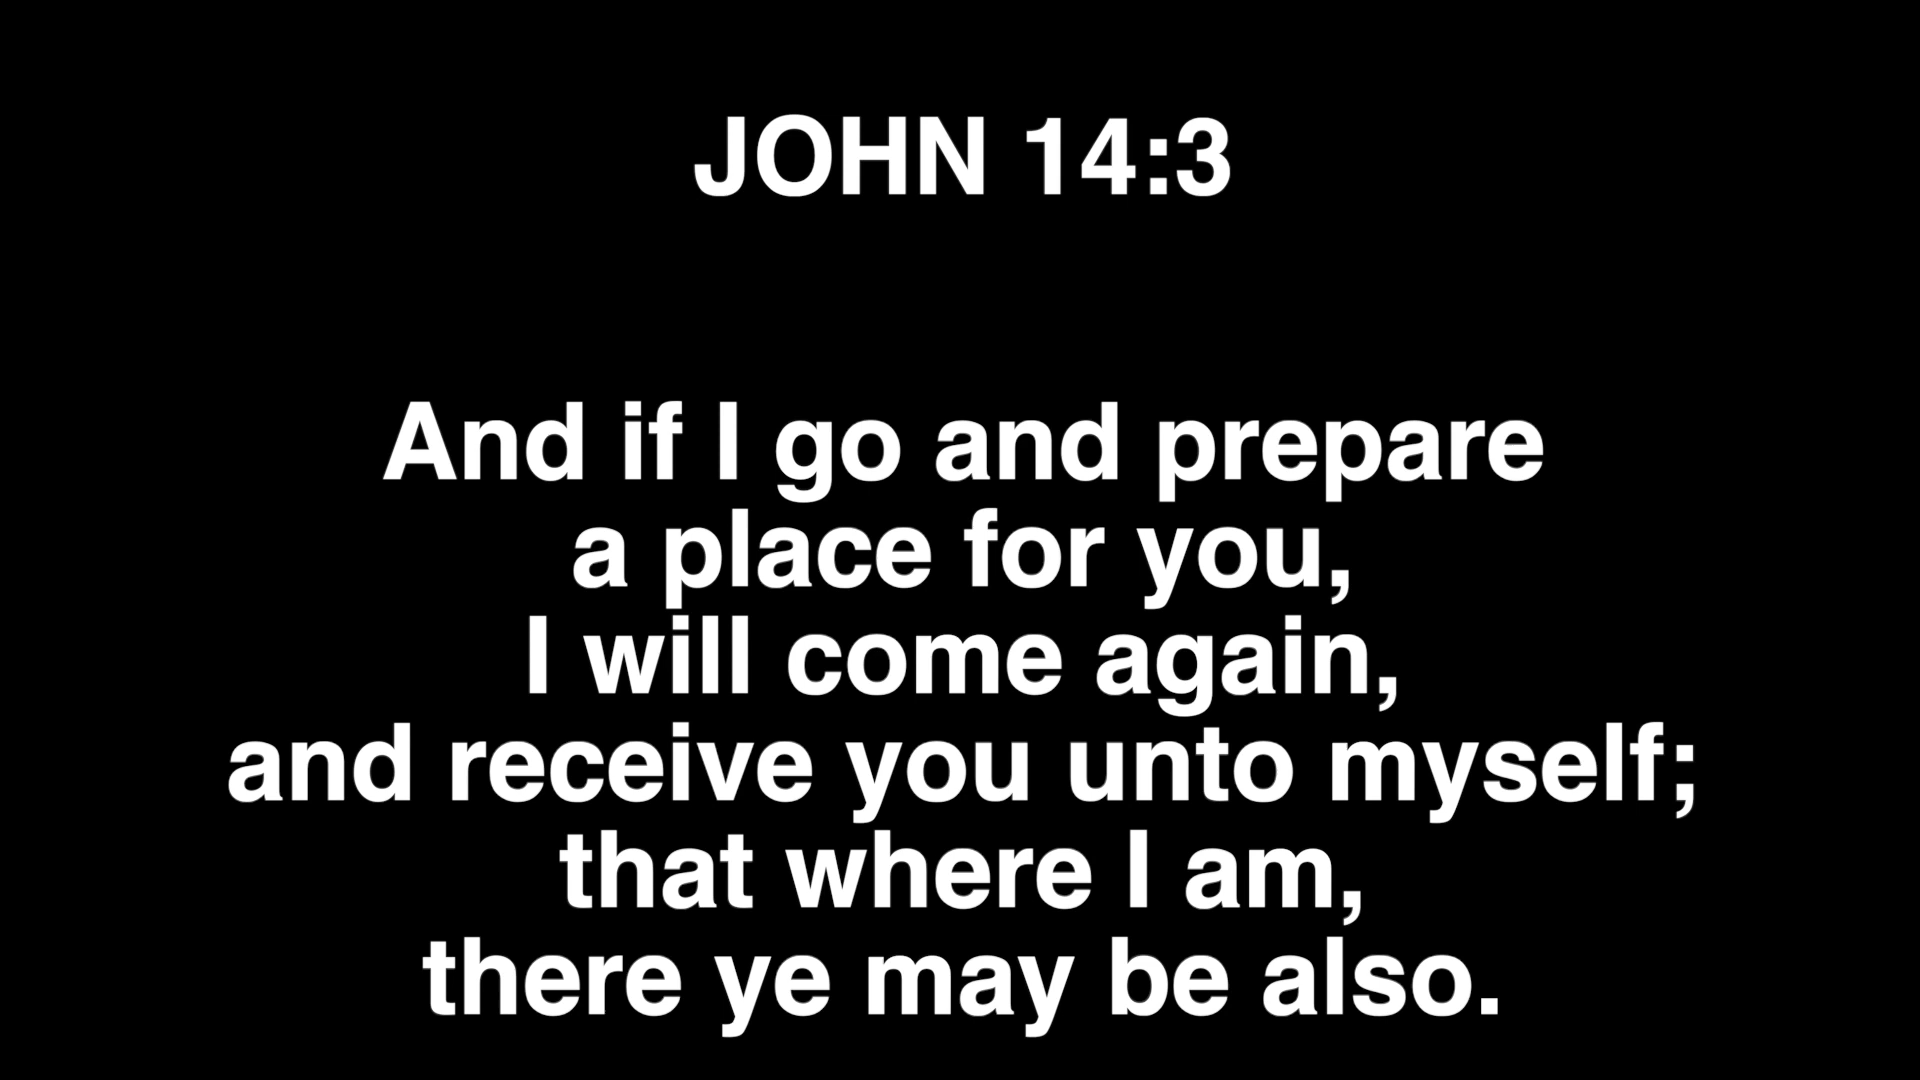 JOHN 14:3
And if I go and prepare
a place for you,
I will come again,
and receive you unto myself;
that where I am,
there ye may be also.